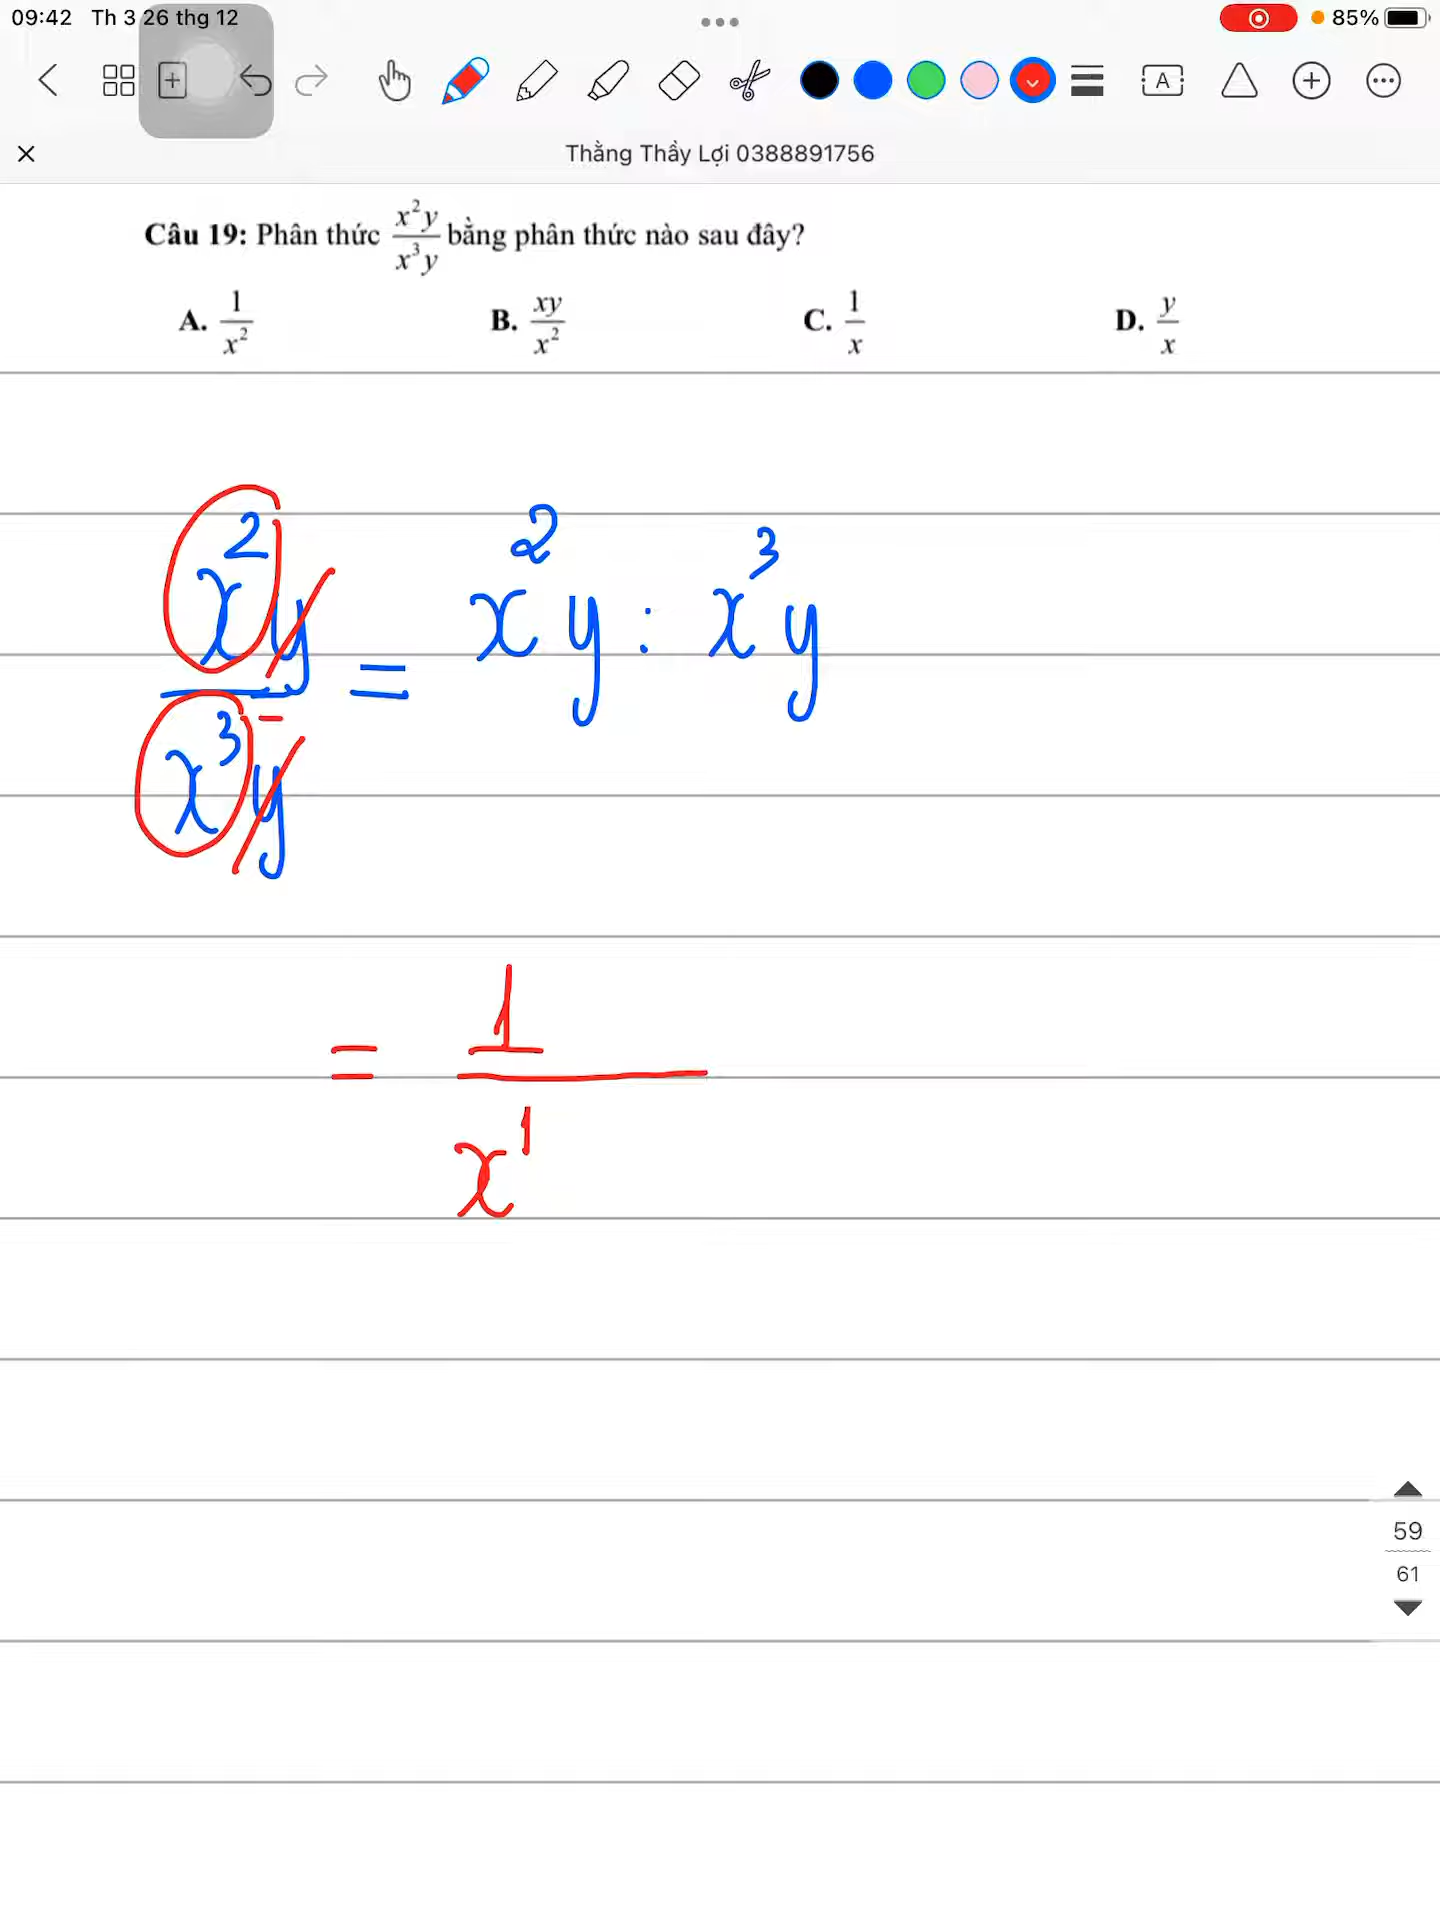 09:42 Th 3 26 thg 12 85%
A
Thằng Thầy Lợi 0388891756
Câu 19: Phân thức x²y/x³y bằng phân thức nào sau đây?
A. 1/x² B. xy/x² C. 1/x D. y/x
x²y/x³y = x²y : x³y
= 1/x¹
59
61